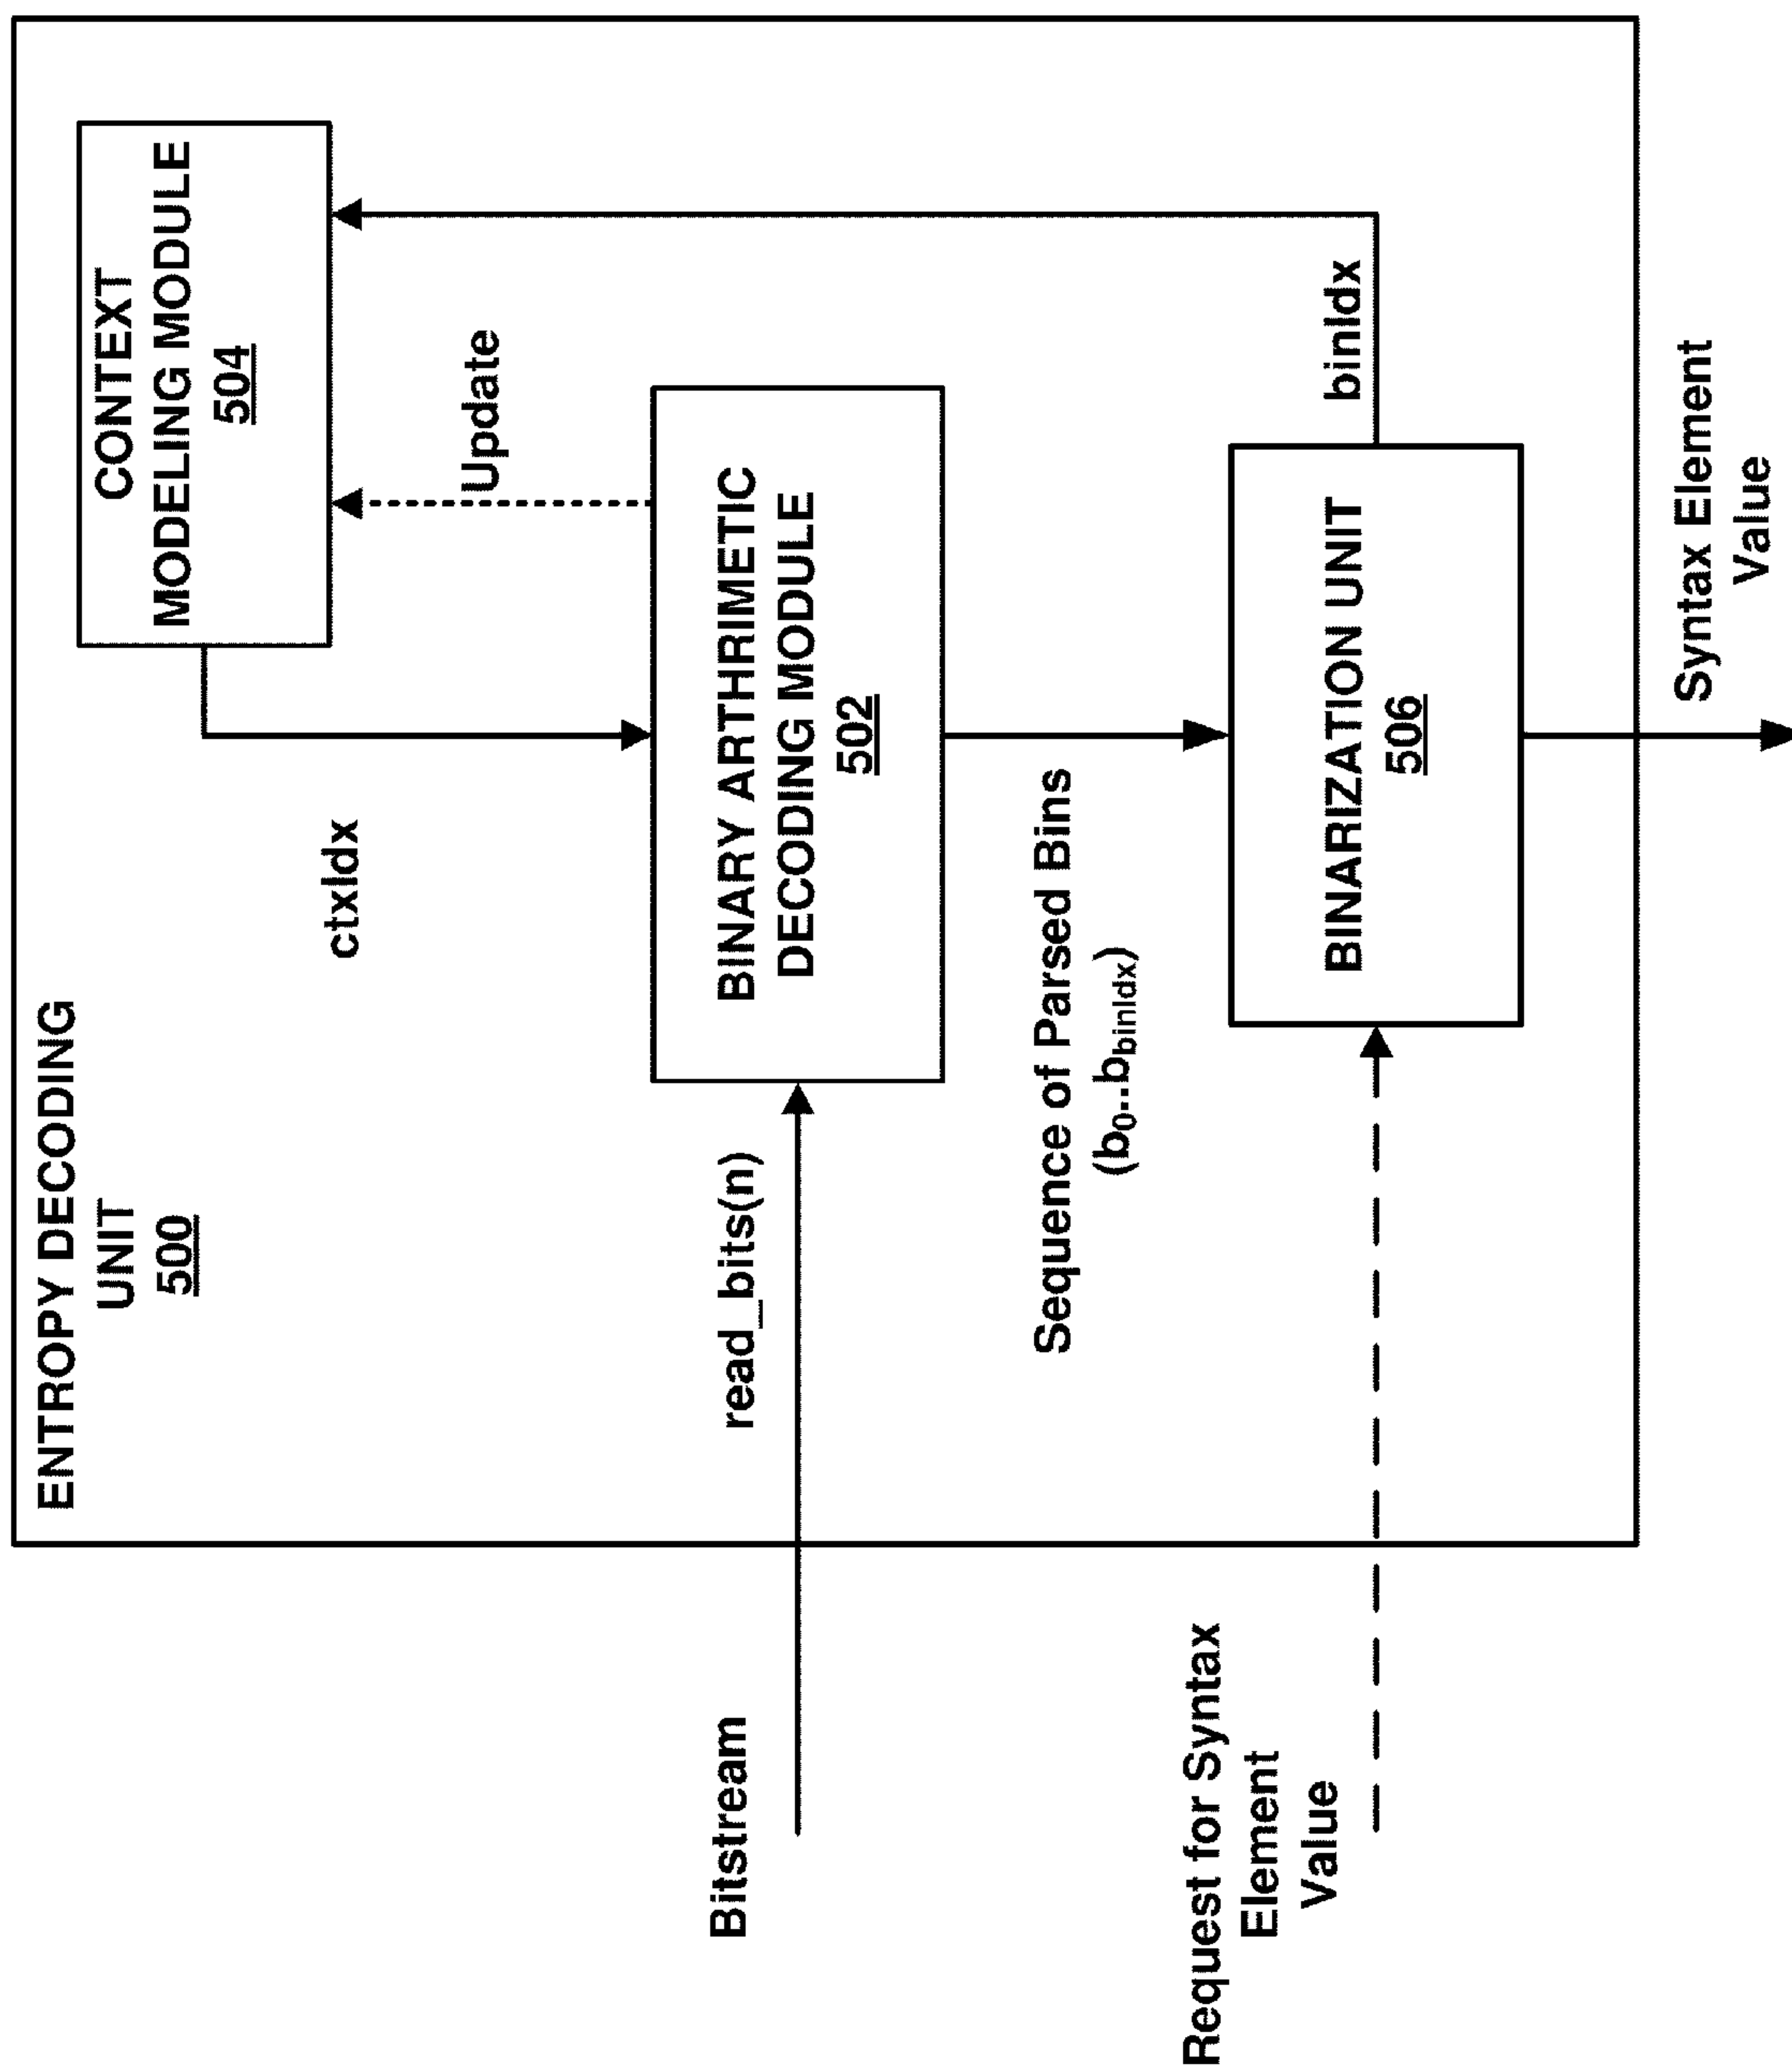 ENTROPY DECODING
UNIT
500
CONTEXT
MODELING MODULE
504
ctxIdx
Update
Bitstream
read_bits(n)
BINARY ARTHRIMETIC
DECODING MODULE
502
Sequence of Parsed Bins
(b0..bbinIdx)
Request for Syntax
Element
Value
BINARIZATION UNIT
506
binIdx
Syntax Element
Value